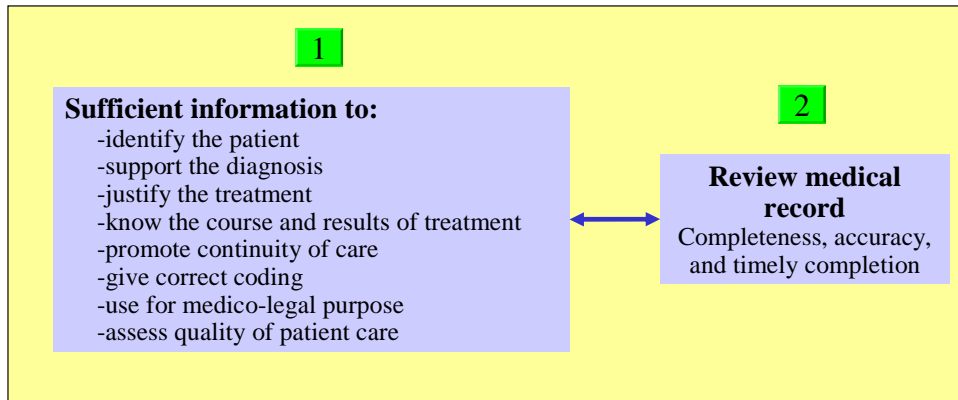 1
Sufficient information to:
-identify the patient
-support the diagnosis
-justify the treatment
-know the course and results of treatment
-promote continuity of care
-give correct coding
-use for medico-legal purpose
-assess quality of patient care
2
Review medical
record
Completeness, accuracy,
and timely completion